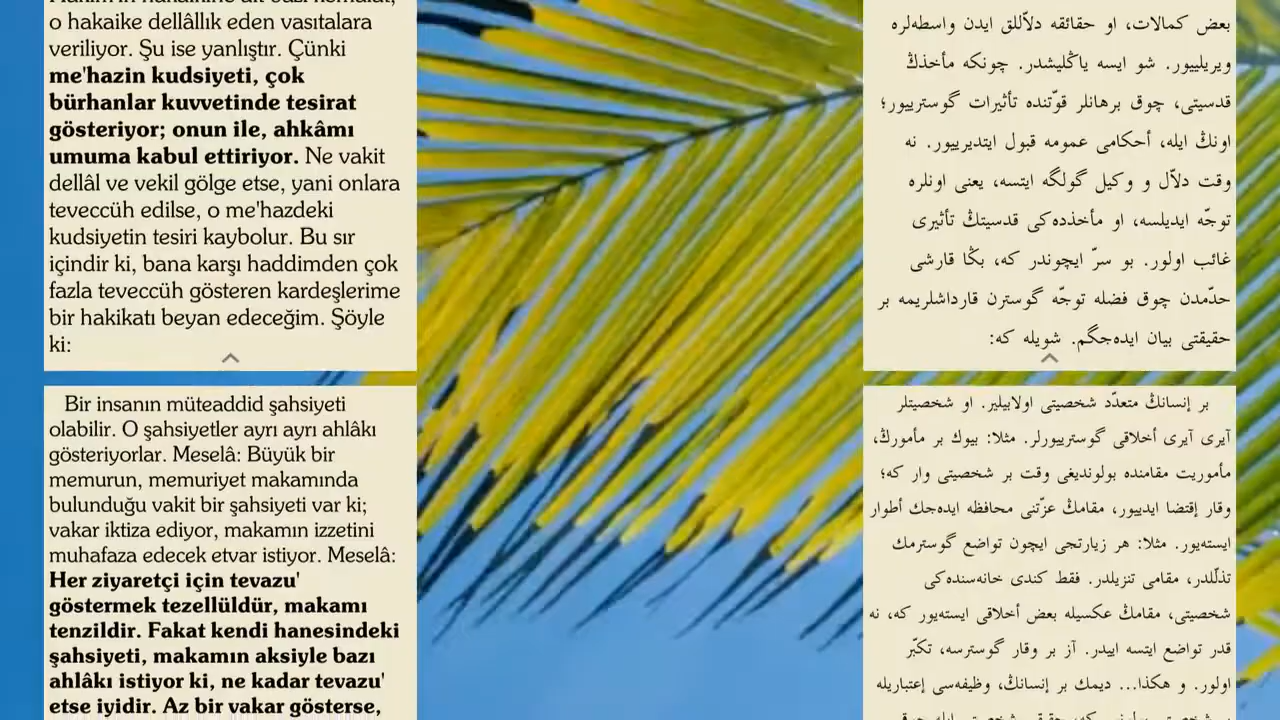 o hakaike dellâllık eden vasıtalara
veriliyor. Şu ise yanlıştır. Çünki
me'hazin kudsiyeti, çok
bürhanlar kuvvetinde tesirat
gösteriyor; onun ile, ahkâmı
umuma kabul ettiriyor. Ne vakit
dellâl ve vekil gölge etse, yani onlara
teveccüh edilse, o me'hazdeki
kudsiyetin tesiri kaybolur. Bu sır
içindir ki, bana karşı haddimden çok
fazla teveccüh gösteren kardeşlerime
bir hakikatı beyan edeceğim. Şöyle
ki:
Bir insanın müteaddid şahsiyeti
olabilir. O şahsiyetler ayrı ayrı ahlâkı
gösteriyorlar. Meselâ: Büyük bir
memurun, memuriyet makamında
bulunduğu vakit bir şahsiyeti var ki;
vakar iktiza ediyor, makamın izzetini
muhafaza edecek etvar istiyor. Meselâ:
Her ziyaretçi için tevazu'
göstermek tezellüldür, makamı
tenzildir. Fakat kendi hanesindeki
şahsiyeti, makamın aksiyle bazı
ahlâkı istiyor ki, ne kadar tevazu'
etse iyidir. Az bir vakar gösterse,
بعض كمالات، او حقائقه دلاّللق ايدن واسطه‌لره
ويريلييور. شو ايسه ياڭليشدر. چونكه مأخذڭ
قدسيتى، چوق برهانلر قوّتنده تأثيرات گوسترييور؛
اونڭ ايله، أحكامى عمومه قبول ايتديرييور. نه
وقت دلاّل و وكيل گولگه ايتسه، يعنى اونلره
توجّه ايديلسه، او مأخذده‌كى قدسيتڭ تأثيرى
غائب اولور. بو سرّ ايچوندر كه، بڭا قارشى
حدّمدن چوق فضله توجّه گوسترن قارداشلريمه بر
حقيقتى بيان ايده‌جگم. شويله كه:
بر إنسانڭ متعدّد شخصيتى اولابيلير. او شخصيتلر
آيرى آيرى أخلاقى گوسترييورلر. مثلا: بيوك بر مأمورڭ،
مأموريت مقامنده بولونديغى وقت بر شخصيتى وار كه؛
وقار إقتضا ايدييور، مقامڭ عزّتنى محافظه ايده‌جك أطوار
ايسته‌يور. مثلا: هر زيارتجى ايچون تواضع گوسترمك
تذلّلدر، مقامى تنزيلدر. فقط كندى خانه‌سنده‌كى
شخصيتى، مقامڭ عكسيله بعض أخلاقى ايسته‌يور كه، نه
قدر تواضع ايتسه اييدر. آز بر وقار گوسترسه، تكبّر
اولور. و هكذا... ديمك بر إنسانڭ، وظيفه‌سى إعتباريله